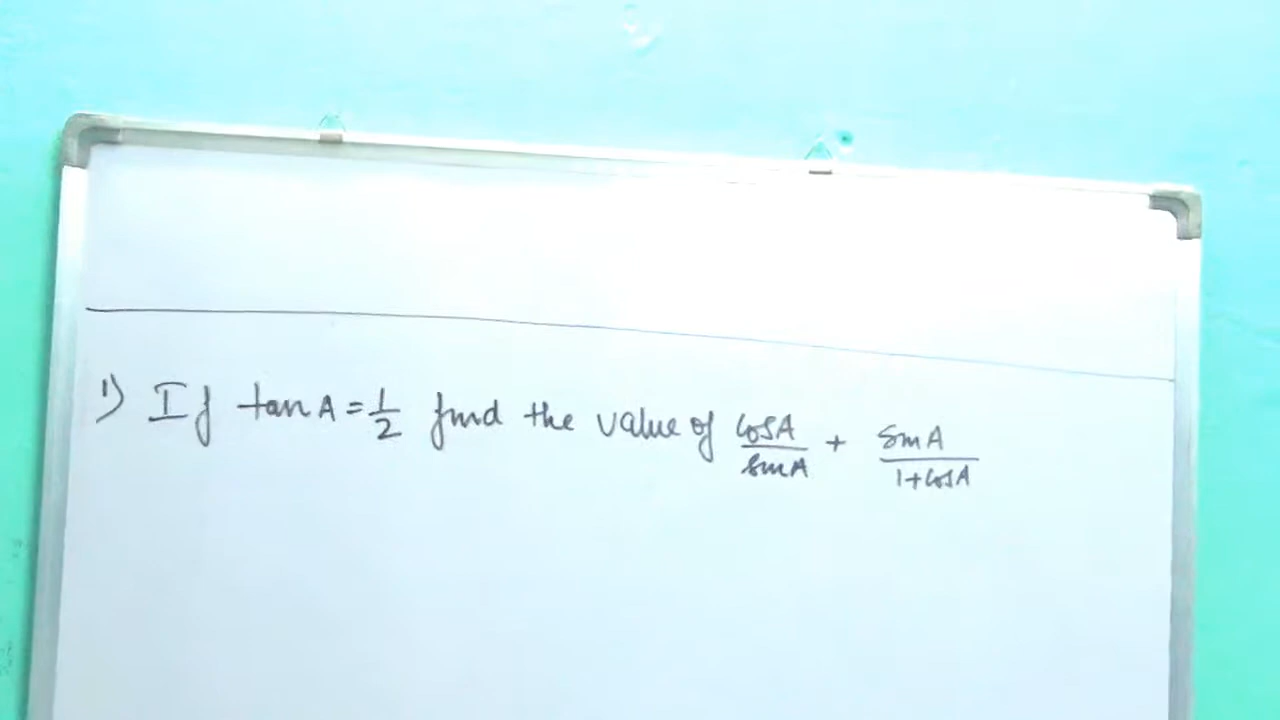 1) If tan A = 1/2 find the value of cosA/sinA + sinA/1+cosA